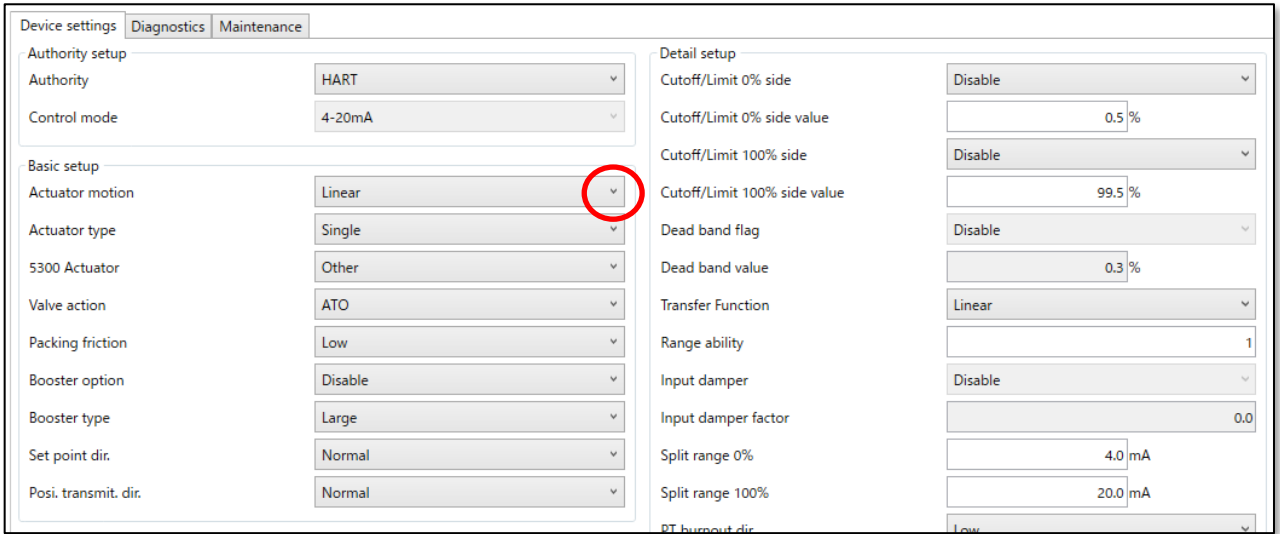 Device settings Diagnostics Maintenance
Authority setup
Authority HART
Control mode 4-20mA
Basic setup
Actuator motion Linear
Actuator type Single
5300 Actuator Other
Valve action ATO
Packing friction Low
Booster option Disable
Booster type Large
Set point dir. Normal
Posi. transmit. dir. Normal
Detail setup
Cutoff/Limit 0% side Disable
Cutoff/Limit 0% side value 0.5 %
Cutoff/Limit 100% side Disable
Cutoff/Limit 100% side value 99.5 %
Dead band flag Disable
Dead band value 0.3 %
Transfer Function Linear
Range ability 1
Input damper Disable
Input damper factor 0.0
Split range 0% 4.0 mA
Split range 100% 20.0 mA
PT burnout dir Low